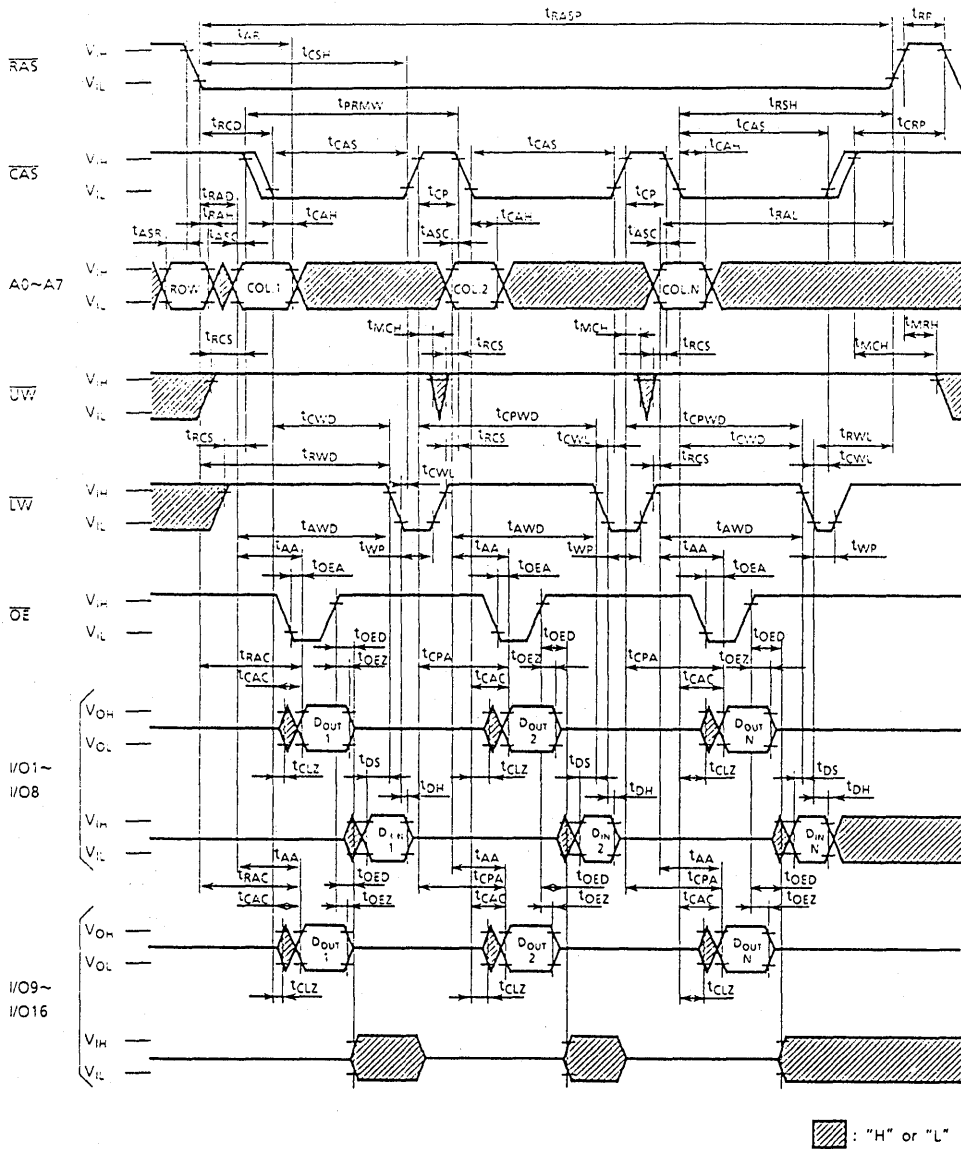 tRASP
tRP
tAR
tCSH
RAS
VIH
VIL
tPRMW
tRSH
tRCD
tCAS
tCAS
tCAS
tCRP
tCAH
CAS
VIH
VIL
tRAD
tRAH
tCAH
tCP
tCAH
tCP
tRAL
tASR
tASC
tASC
tASC
A0~A7
VIH
VIL
ROW
COL.1
COL.2
COL.N
tMCH
tMCH
tMRH
tRCS
tRCS
tRCS
tMCH
UW
VIH
VIL
tCWD
tCPWD
tCPWD
tRCS
tRCS
tCWL
tCWD
tRWL
tRWD
tCWL
tRCS
tCWL
LW
VIH
VIL
tAWD
tAWD
tAWD
tAA
tWP
tAA
tWP
tAA
tWP
tOEA
tOEA
tOEA
OE
VIH
VIL
tOED
tOED
tOED
tRAC
tOEZ
tCPA
tOEZ
tCPA
tOEZ
tCAC
tCAC
tCAC
VOH
VOL
DOUT 1
DOUT 2
DOUT N
I/O1~
I/O8
tCLZ
tDS
tCLZ
tDS
tCLZ
tDS
tDH
tDH
tDH
VIH
VIL
DIN 1
DIN 2
DIN N
tAA
tAA
tAA
tRAC
tOED
tCPA
tOED
tCPA
tOED
tCAC
tOEZ
tCAC
tOEZ
tCAC
tOEZ
VOH
VOL
DOUT 1
DOUT 2
DOUT N
I/O9~
I/O16
tCLZ
tCLZ
tCLZ
VIH
VIL
: "H" or "L"